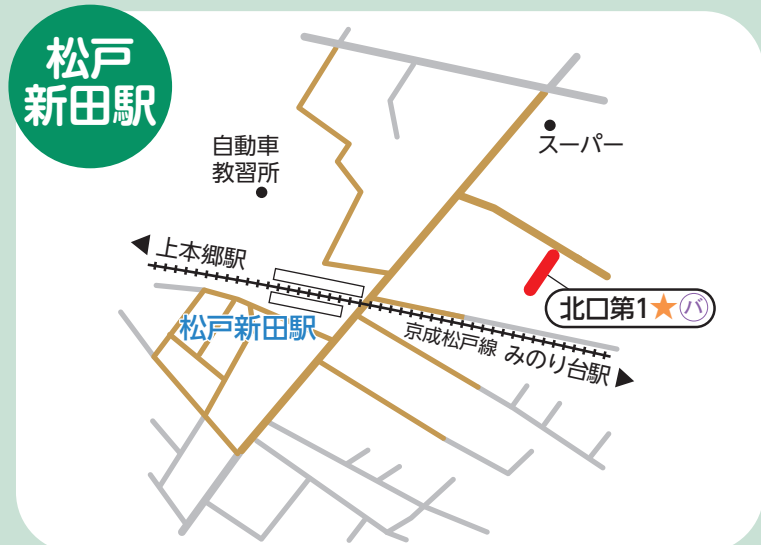 松戸
新田駅
自動車
教習所
スーパー
上本郷駅
北口第1★バ
松戸新田駅
京成松戸線
みのり台駅